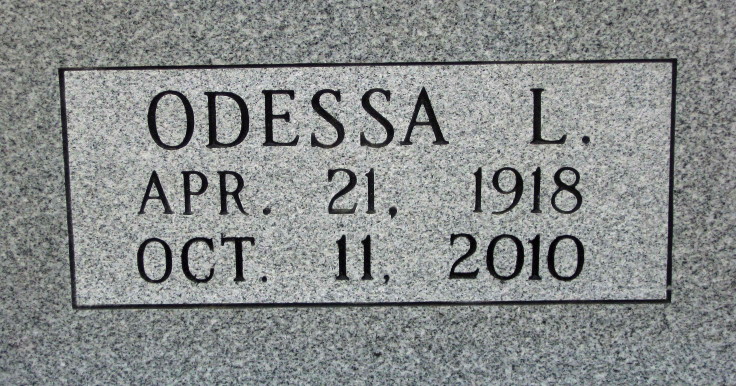 ODESSA L.
APR. 21, 1918
OCT. 11, 2010